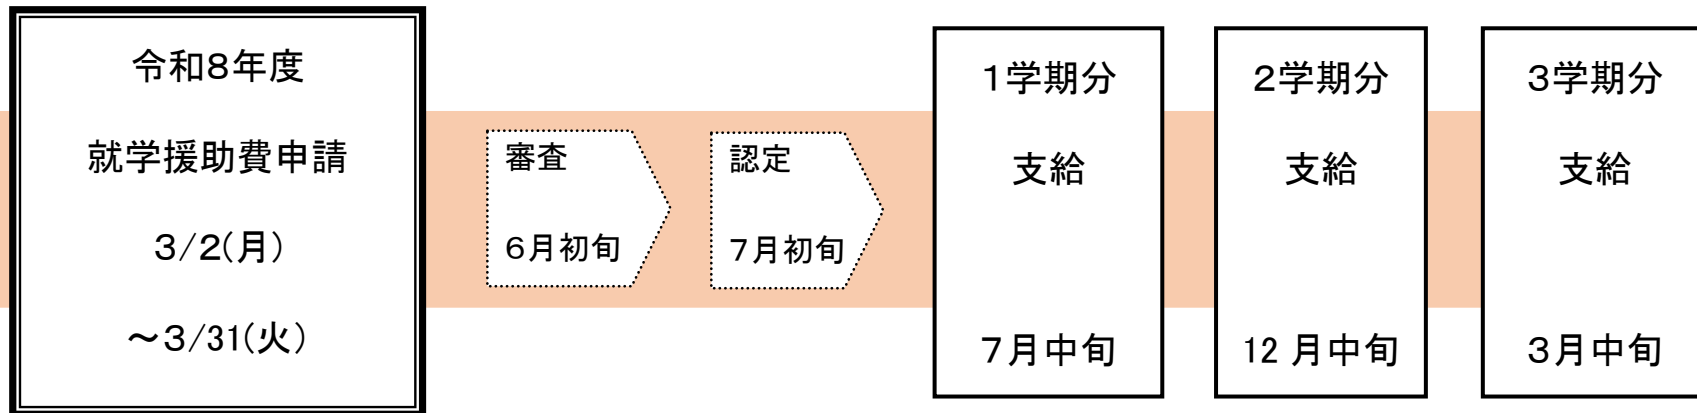 令和８年度
就学援助費申請
３/２(月)
～３/31(火)
審査
６月初旬
認定
７月初旬
１学期分
支給
７月中旬
２学期分
支給
12 月中旬
３学期分
支給
３月中旬